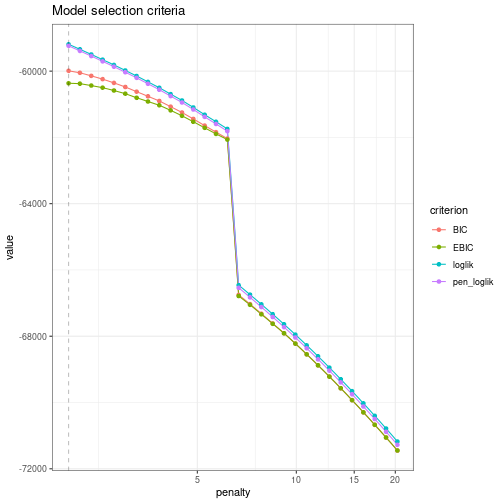 Model selection criteria
-60000
-64000
-68000
-72000
value
5
10
15
20
penalty
criterion
BIC
EBIC
loglik
pen_loglik